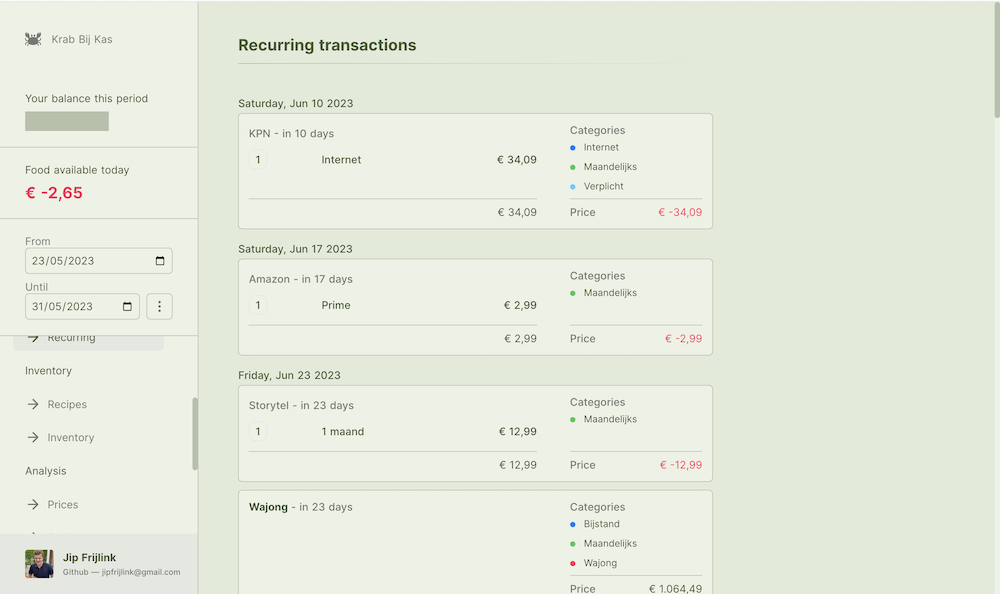 Krab Bij Kas
Your balance this period
Food available today
€ -2,65
From
23/05/2023
Until
31/05/2023
Recurring
Inventory
Recipes
Inventory
Analysis
Prices
Jip Frijlink
Github — jipfrijlink@gmail.com
Recurring transactions
Saturday, Jun 10 2023
KPN - in 10 days
1 Internet € 34,09
€ 34,09
Categories
Internet
Maandelijks
Verplicht
Price € -34,09
Saturday, Jun 17 2023
Amazon - in 17 days
1 Prime € 2,99
€ 2,99
Categories
Maandelijks
Price € -2,99
Friday, Jun 23 2023
Storytel - in 23 days
1 1 maand € 12,99
€ 12,99
Categories
Maandelijks
Price € -12,99
Wajong - in 23 days
Categories
Bijstand
Maandelijks
Wajong
Price € 1.064,49